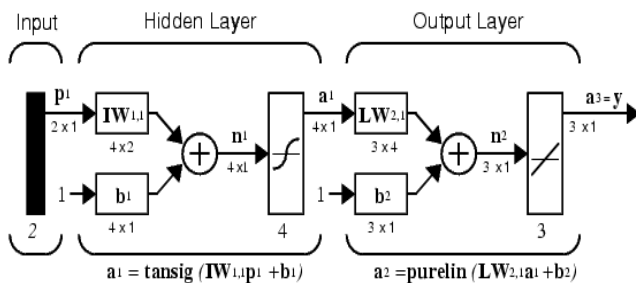 Input Hidden Layer Output Layer
p1 a1 a3 = y
IW1,1 LW2,1
2 x 1 n1 4 x 1 n2 3 x 1
4 x 2 4 x 1 3 x 4 3 x 1
1 b1 1 b2
2 4 x 1 4 3 x 1 3
a1 = tansig (IW1,1p1 +b1) a2 =purelin (LW2,1a1 +b2)